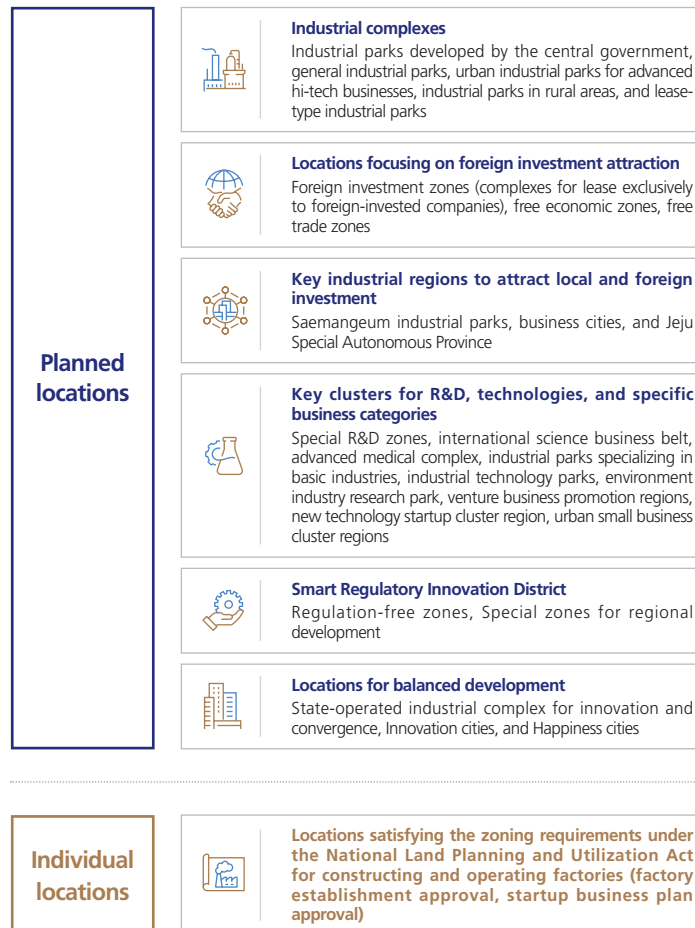 Planned
locations
Industrial complexes
Industrial parks developed by the central government,
general industrial parks, urban industrial parks for advanced
hi-tech businesses, industrial parks in rural areas, and lease-
type industrial parks
Locations focusing on foreign investment attraction
Foreign investment zones (complexes for lease exclusively
to foreign-invested companies), free economic zones, free
trade zones
Key industrial regions to attract local and foreign
investment
Saemangeum industrial parks, business cities, and Jeju
Special Autonomous Province
Key clusters for R&D, technologies, and specific
business categories
Special R&D zones, international science business belt,
advanced medical complex, industrial parks specializing in
basic industries, industrial technology parks, environment
industry research park, venture business promotion regions,
new technology startup cluster region, urban small business
cluster regions
Smart Regulatory Innovation District
Regulation-free zones, Special zones for regional
development
Locations for balanced development
State-operated industrial complex for innovation and
convergence, Innovation cities, and Happiness cities
Individual
locations
Locations satisfying the zoning requirements under
the National Land Planning and Utilization Act
for constructing and operating factories (factory
establishment approval, startup business plan
approval)